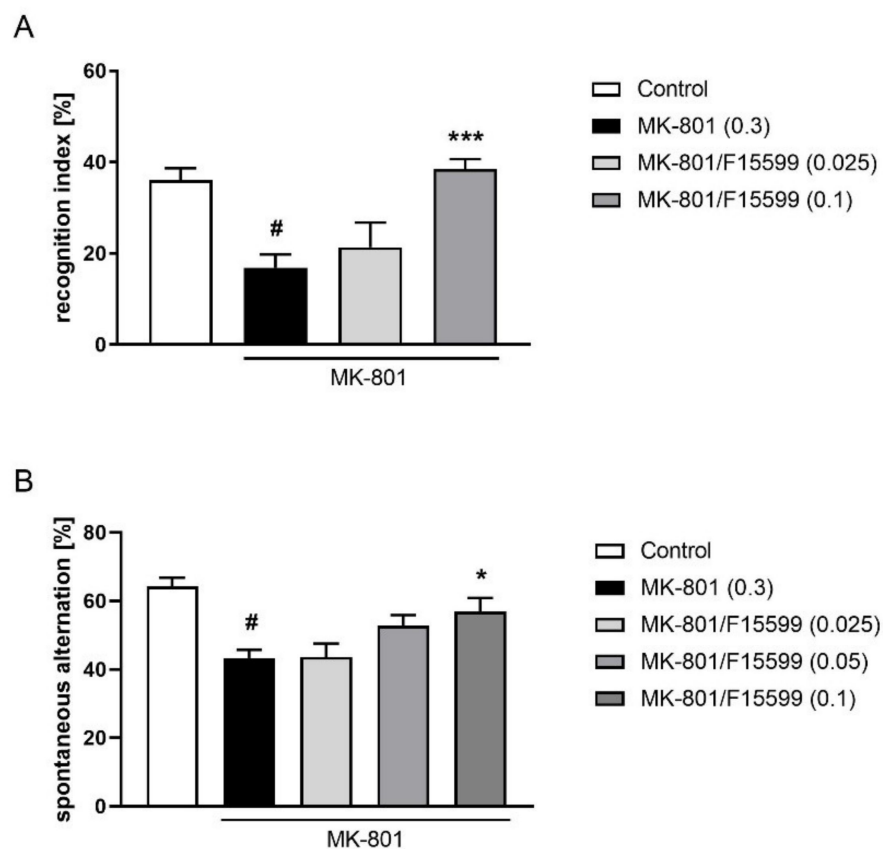 A
recognition index [%]
60
40
20
0
#
***
MK-801
Control
MK-801 (0.3)
MK-801/F15599 (0.025)
MK-801/F15599 (0.1)
B
spontaneous alternation [%]
80
60
40
20
0
#
*
MK-801
Control
MK-801 (0.3)
MK-801/F15599 (0.025)
MK-801/F15599 (0.05)
MK-801/F15599 (0.1)